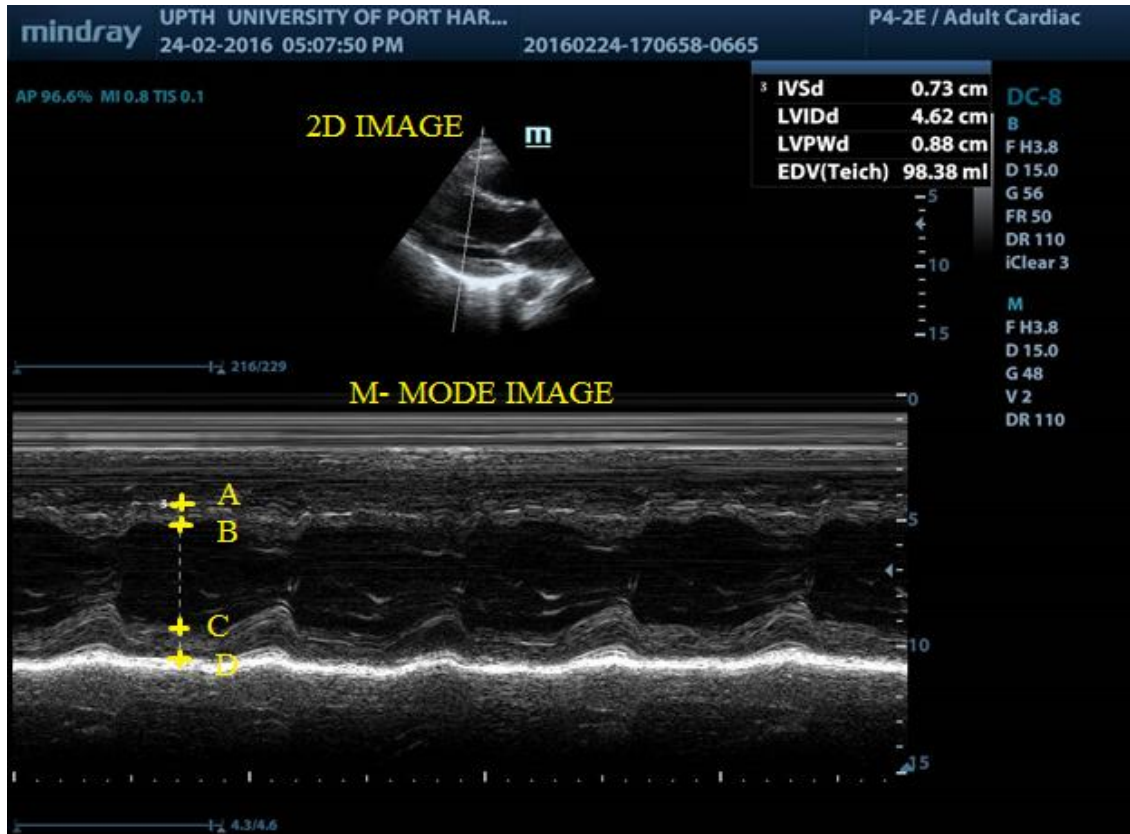 mindray
UPTH UNIVERSITY OF PORT HAR...
P4-2E / Adult Cardiac
24-02-2016 05:07:50 PM
20160224-170658-0665
AP 96.6% MI 0.8 TIS 0.1
2D IMAGE
m
3 IVSd 0.73 cm
LVIDd 4.62 cm
LVPWd 0.88 cm
EDV(Teich) 98.38 ml
DC-8
B
F H3.8
D 15.0
G 56
FR 50
DR 110
iClear 3
5
10
15
M
F H3.8
D 15.0
G 48
V 2
DR 110
216/229
M- MODE IMAGE
0
3
A
B
5
C
D
10
15
4.3/4.6